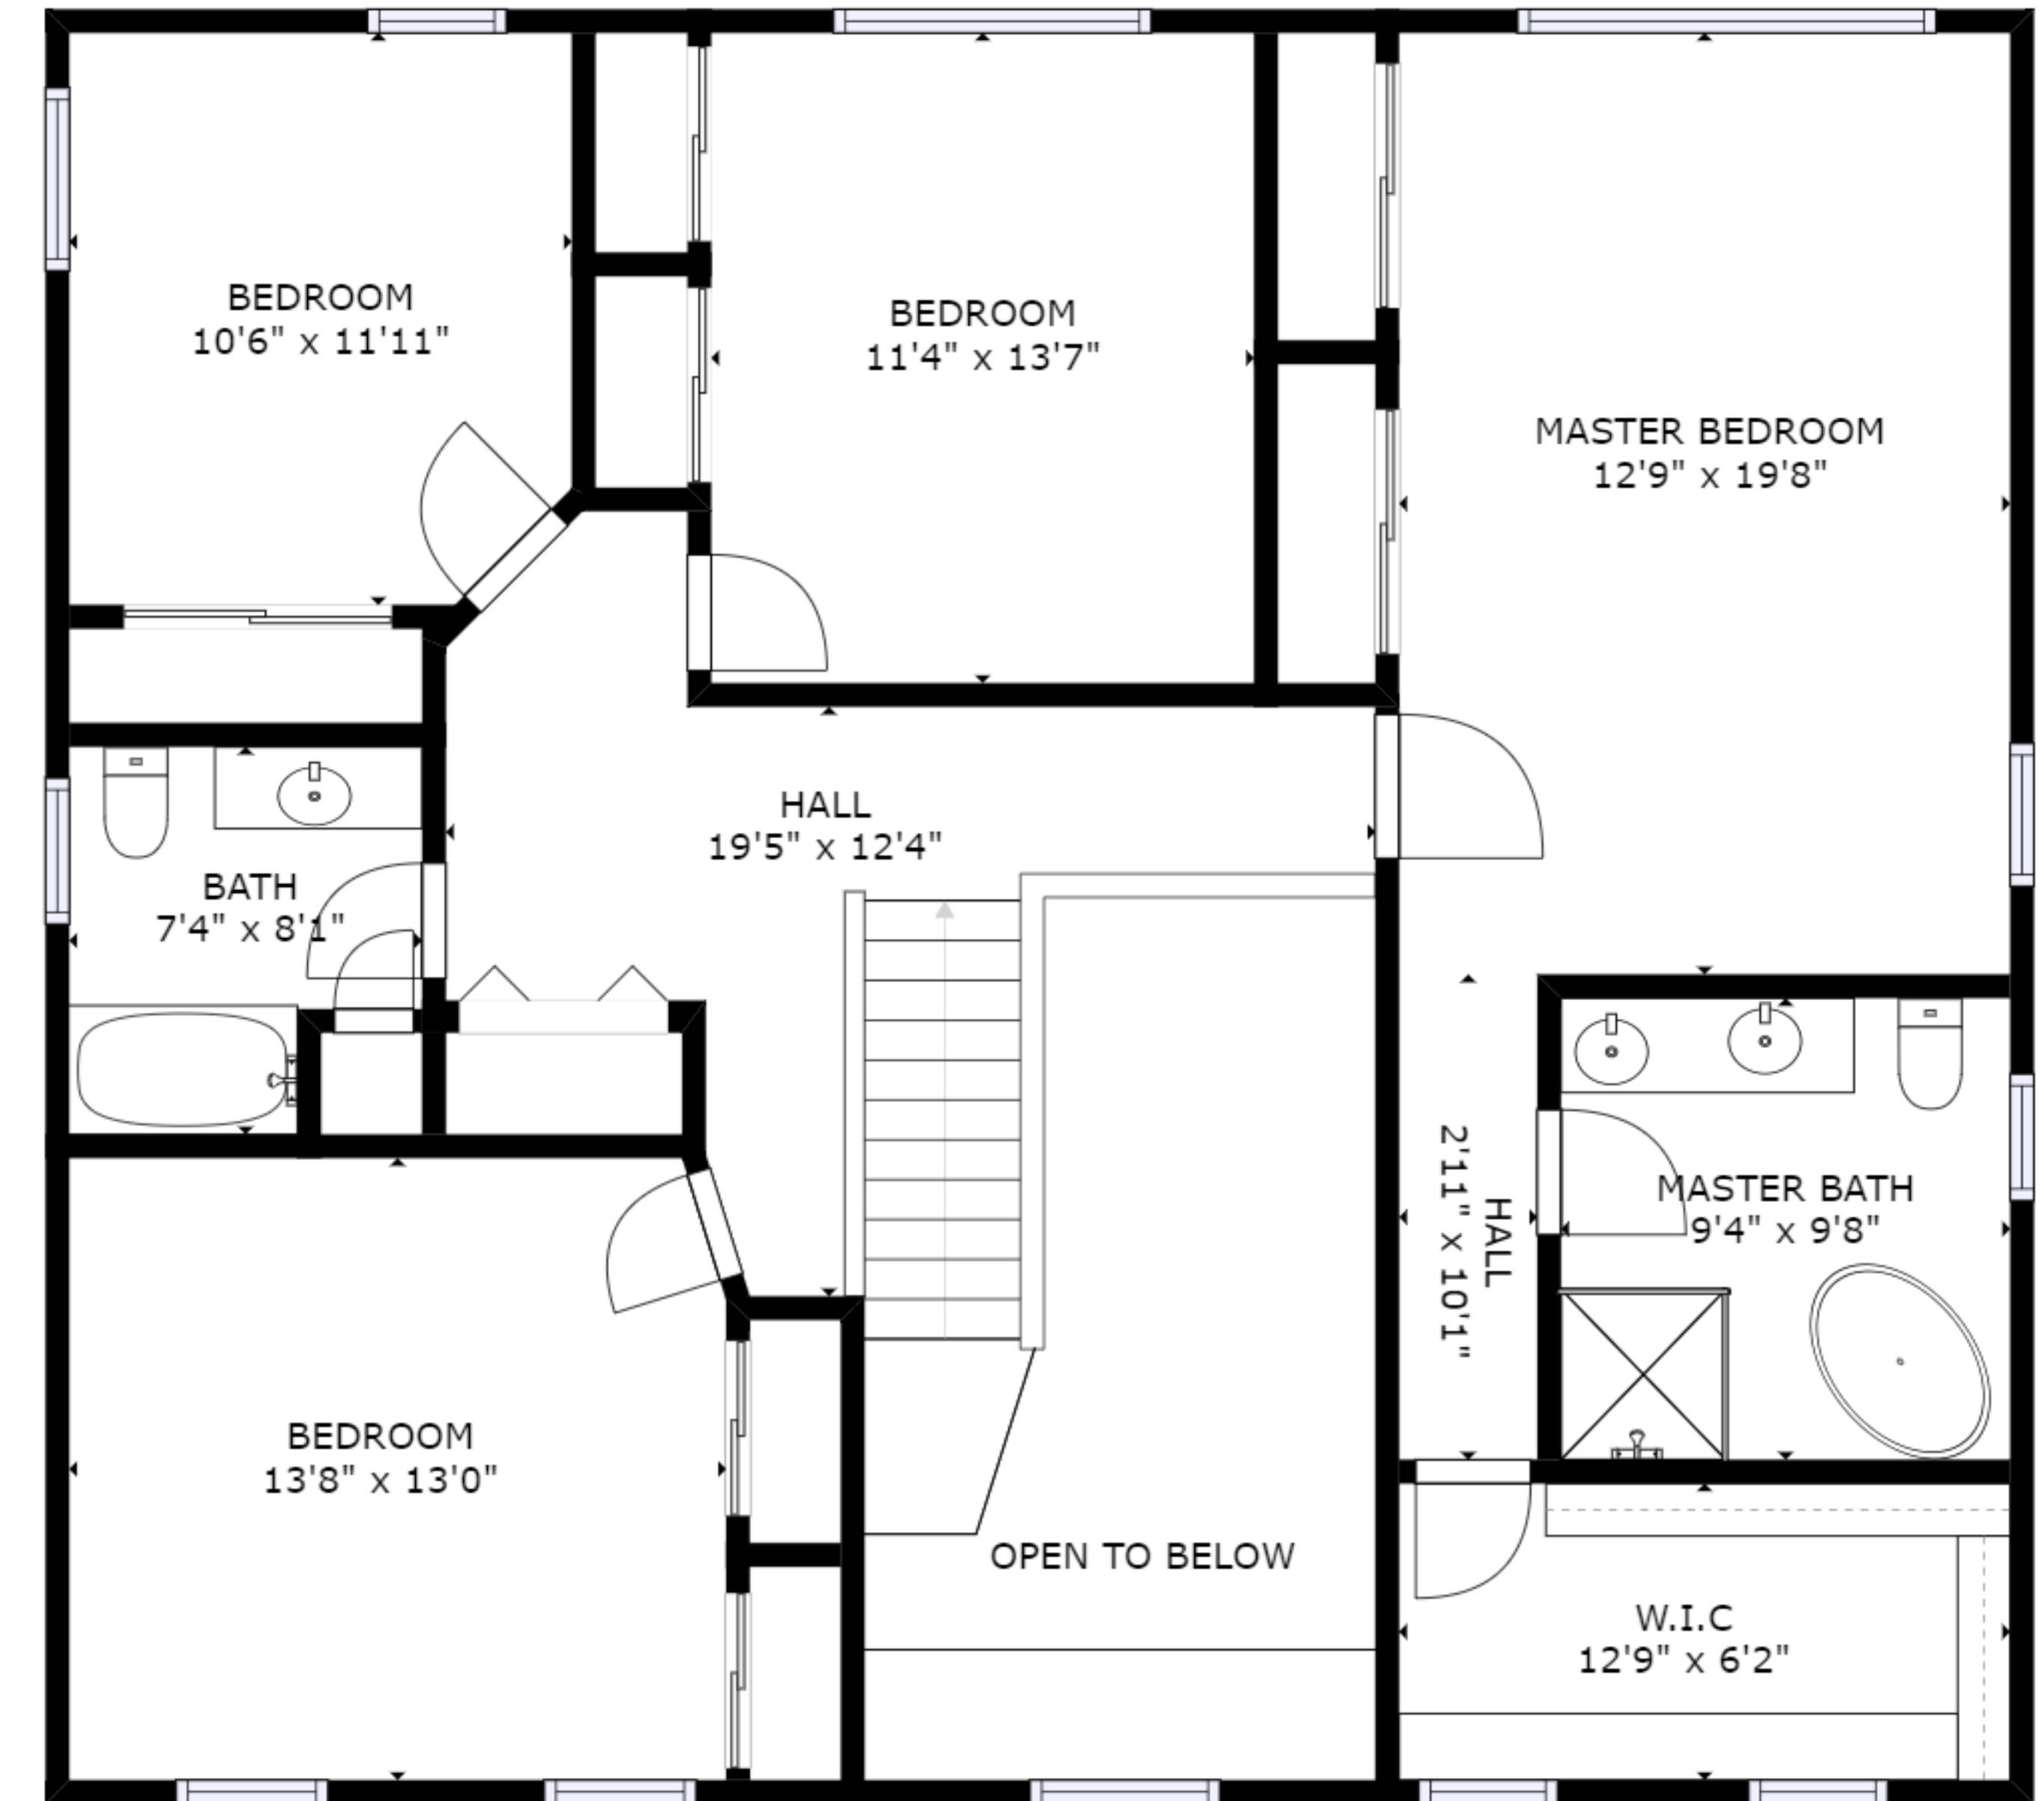 BEDROOM
10'6" x 11'11"
BEDROOM
11'4" x 13'7"
MASTER BEDROOM
12'9" x 19'8"
HALL
19'5" x 12'4"
BATH
7'4" x 8'1"
HALL
2'11" x 10'1"
MASTER BATH
9'4" x 9'8"
BEDROOM
13'8" x 13'0"
OPEN TO BELOW
W.I.C
12'9" x 6'2"